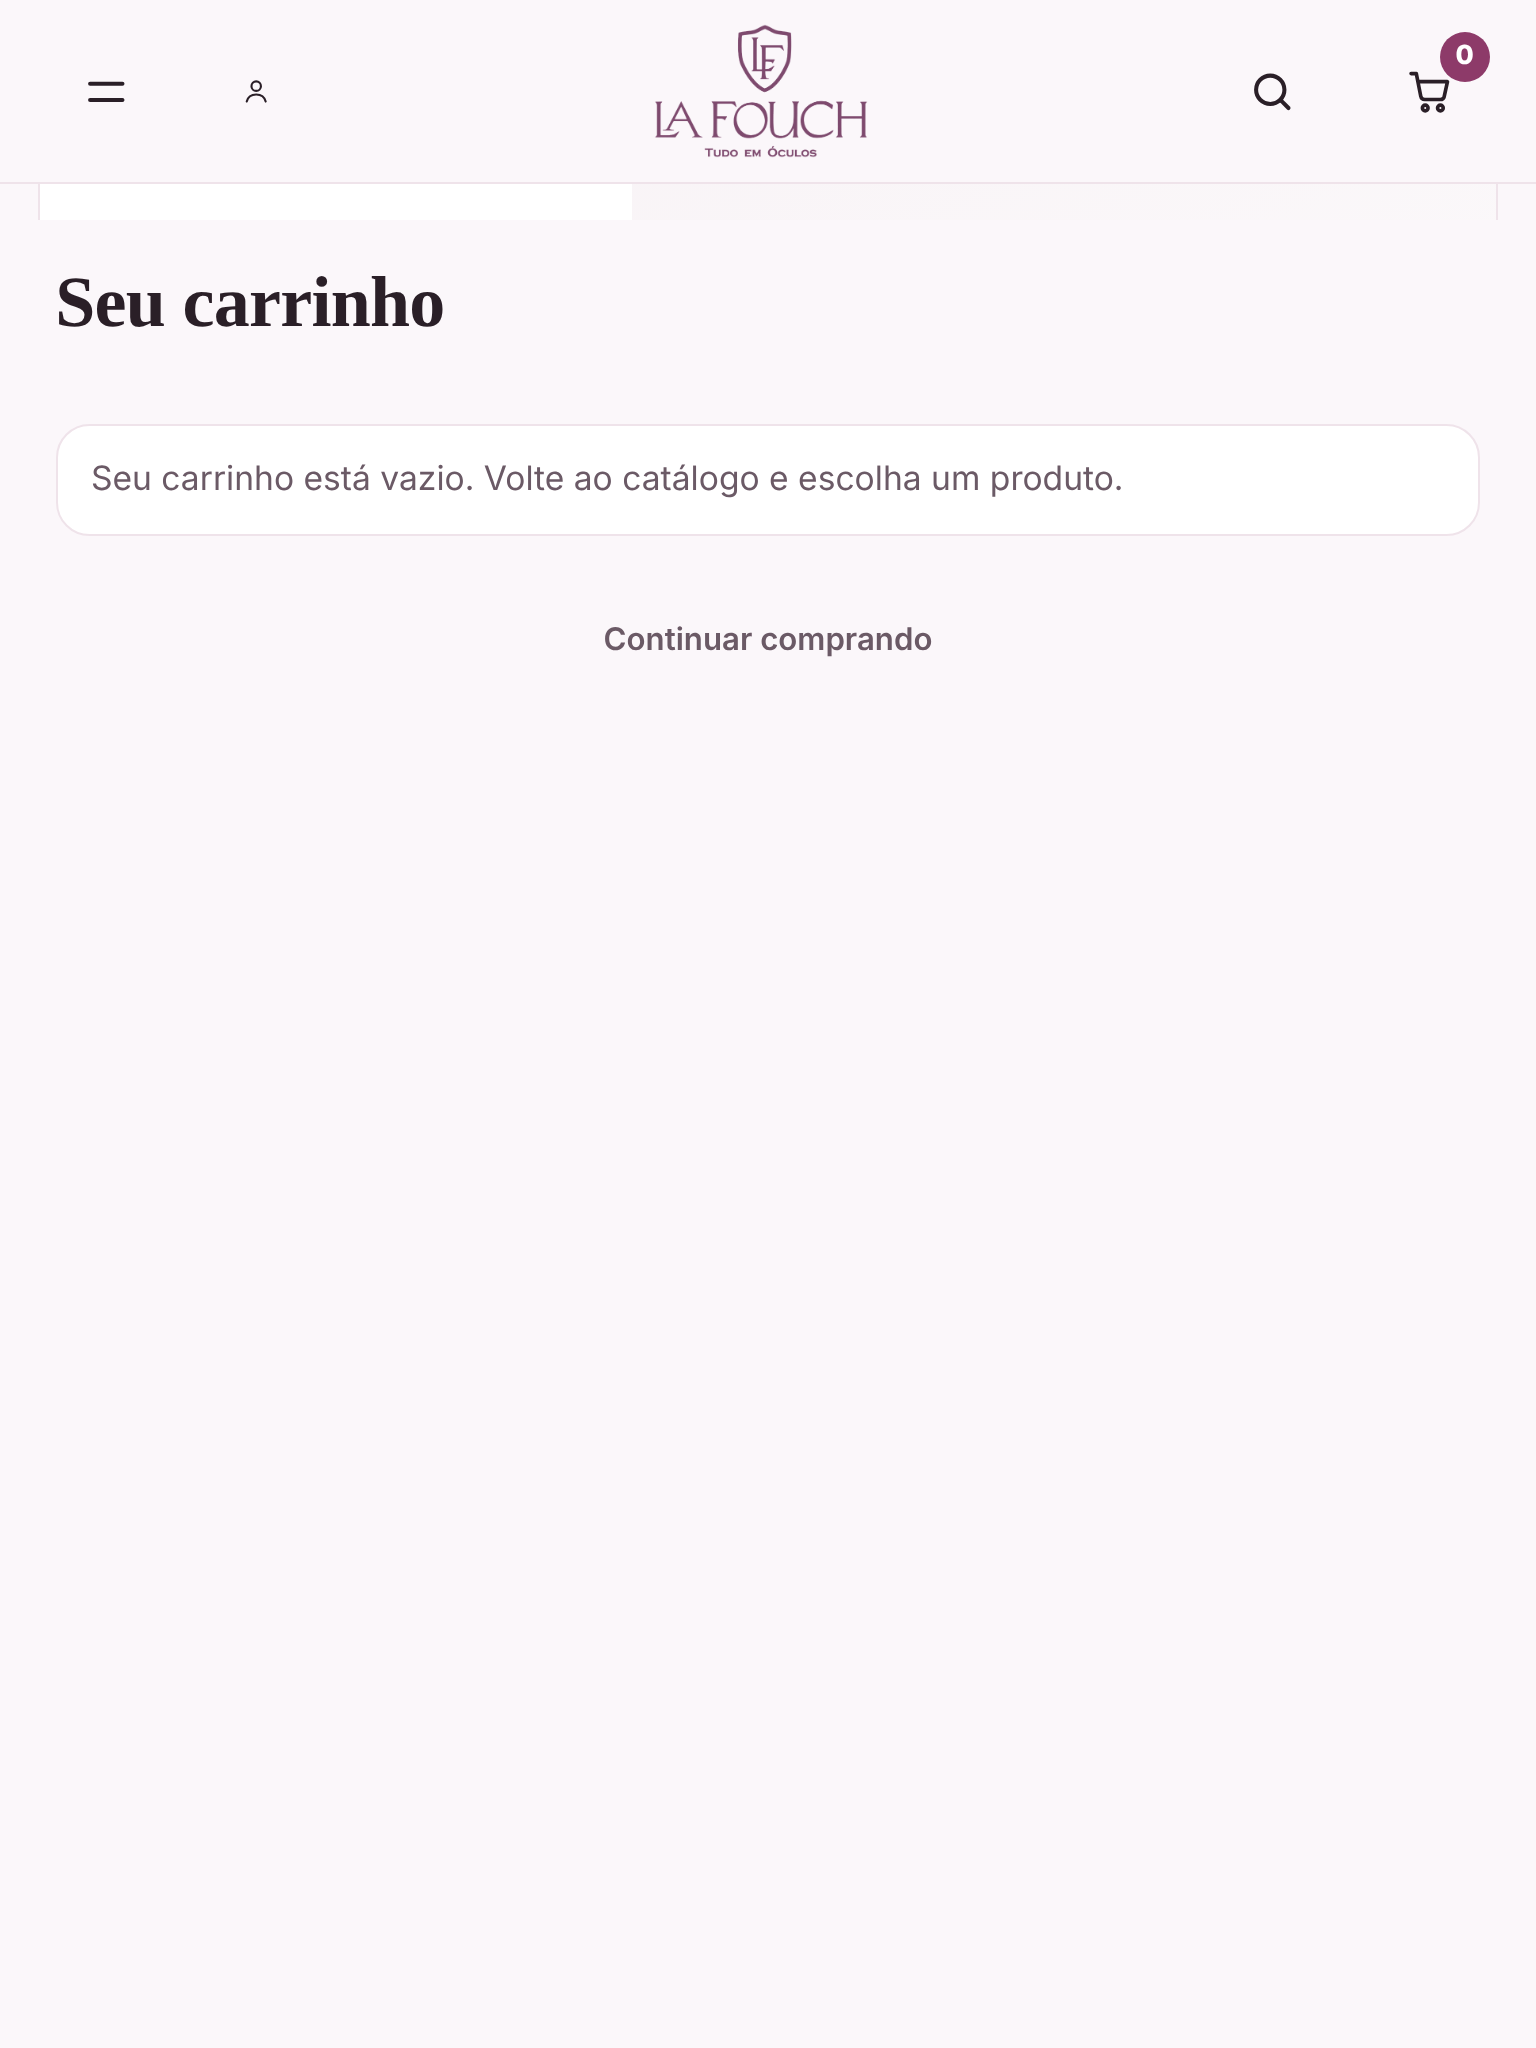 LF
LA FOUCH
TUDO EM ÓCULOS
0
Seu carrinho
Seu carrinho está vazio. Volte ao catálogo e escolha um produto.
Continuar comprando